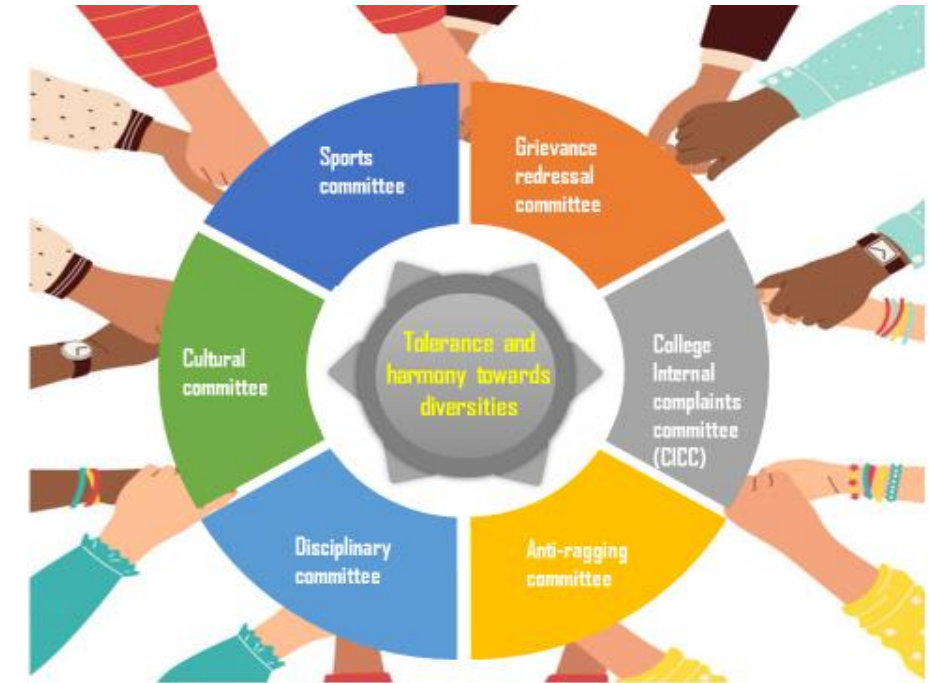 Sports
committee
Grievance
redressal
committee
Tolerance and
harmony towards
diversities
Cultural
committee
College
Internal
complaints
committee
(CICC)
Disciplinary
committee
Anti-ragging
committee